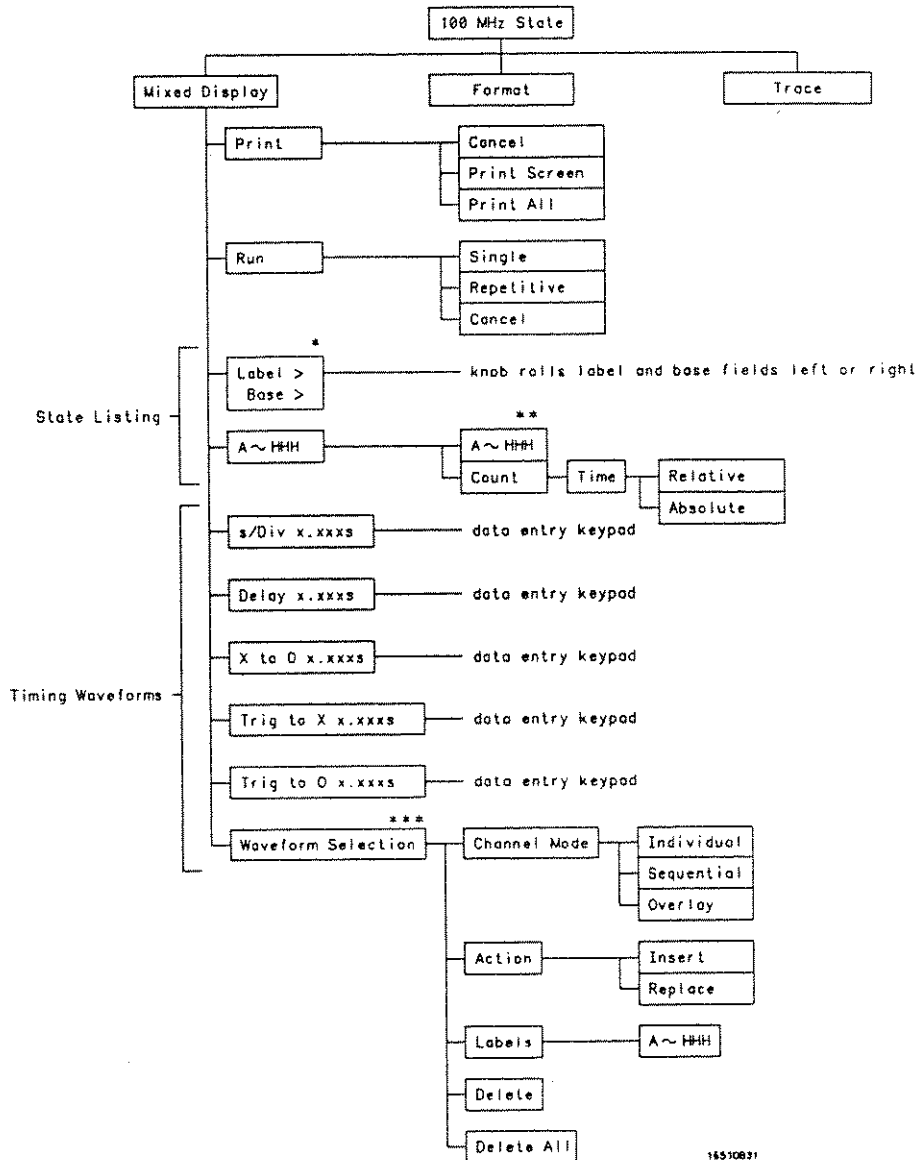 100 MHz State
Mixed Display
Format
Trace
Print
Cancel
Print Screen
Print All
Run
Single
Repetitive
Cancel
*
Label >
Base >
knob rolls label and base fields left or right
State Listing
**
A~HHH
A~HHH
Count
Time
Relative
Absolute
s/Div x.xxxs
data entry keypad
Delay x.xxxs
data entry keypad
X to O x.xxxs
data entry keypad
Timing Waveforms
Trig to X x.xxxs
data entry keypad
Trig to O x.xxxs
data entry keypad
***
Waveform Selection
Channel Mode
Individual
Sequential
Overlay
Action
Insert
Replace
Labels
A~HHH
Delete
Delete All
16510B31